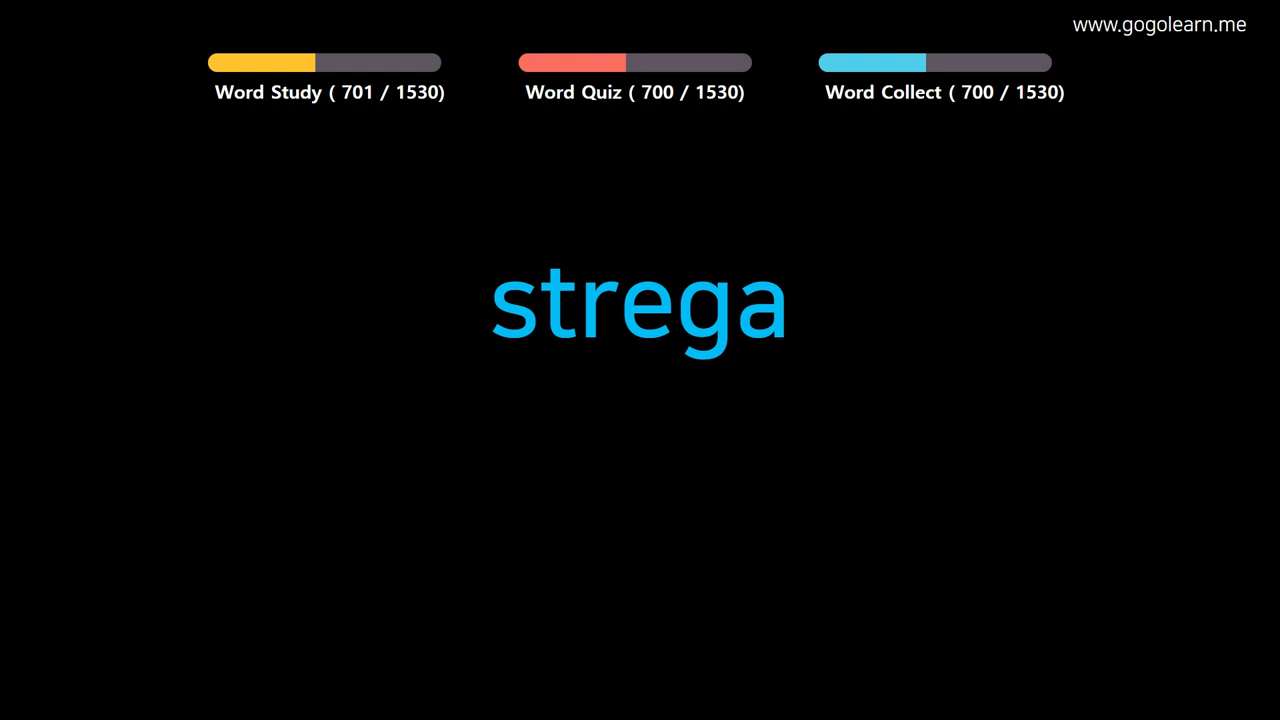 www.gogolearn.me
Word Study ( 701 / 1530)
Word Quiz ( 700 / 1530)
Word Collect ( 700 / 1530)
strega